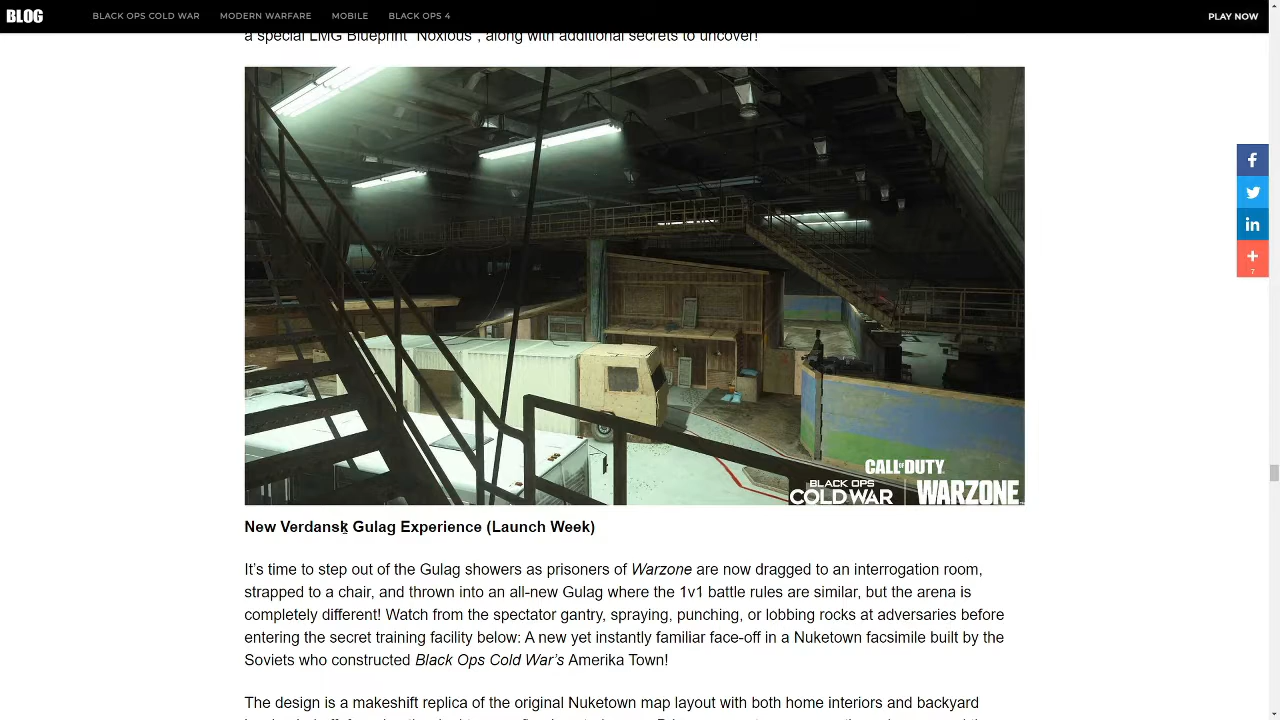 BLOG BLACK OPS COLD WAR MODERN WARFARE MOBILE BLACK OPS 4 PLAY NOW
a special LMG Blueprint "Noxious", along with additional secrets to uncover!
7
CALL OF DUTY
BLACK OPS
COLD WAR WARZONE
New Verdansk Gulag Experience (Launch Week)
It's time to step out of the Gulag showers as prisoners of Warzone are now dragged to an interrogation room,
strapped to a chair, and thrown into an all-new Gulag where the 1v1 battle rules are similar, but the arena is
completely different! Watch from the spectator gantry, spraying, punching, or lobbing rocks at adversaries before
entering the secret training facility below: A new yet instantly familiar face-off in a Nuketown facsimile built by the
Soviets who constructed Black Ops Cold War's Amerika Town!
The design is a makeshift replica of the original Nuketown map layout with both home interiors and backyard